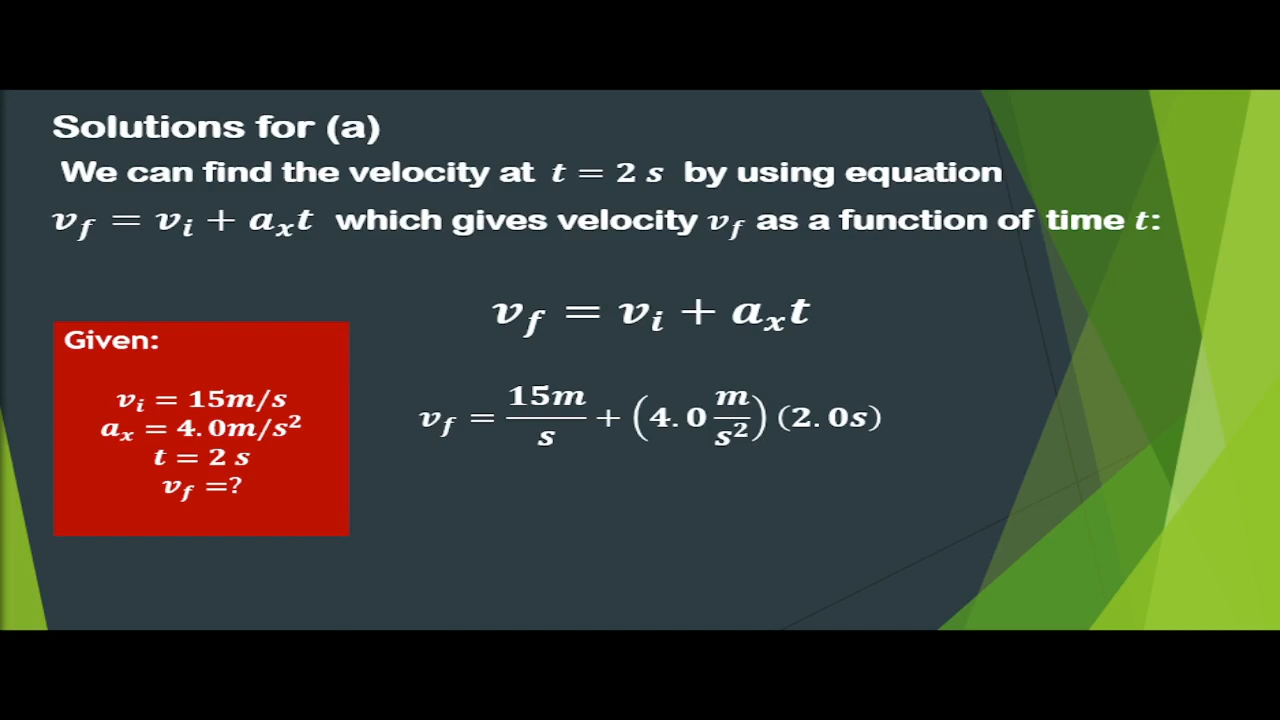 Solutions for (a)
We can find the velocity at t = 2 s by using equation
v_f = v_i + a_x t which gives velocity v_f as a function of time t:
v_f = v_i + a_x t
Given:
v_i = 15m/s
a_x = 4.0m/s²
t = 2 s
v_f =?
v_f = 15m/s + (4.0 m/s²) (2.0s)